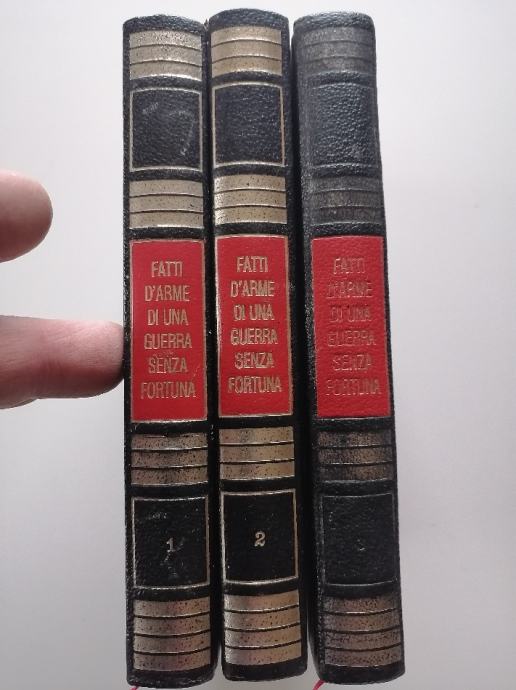 FATTI
D'ARME
DI UNA
GUERRA
SENZA
FORTUNA
1
FATTI
D'ARME
DI UNA
GUERRA
SENZA
FORTUNA
2
FATTI
D'ARME
DI UNA
GUERRA
SENZA
FORTUNA
3